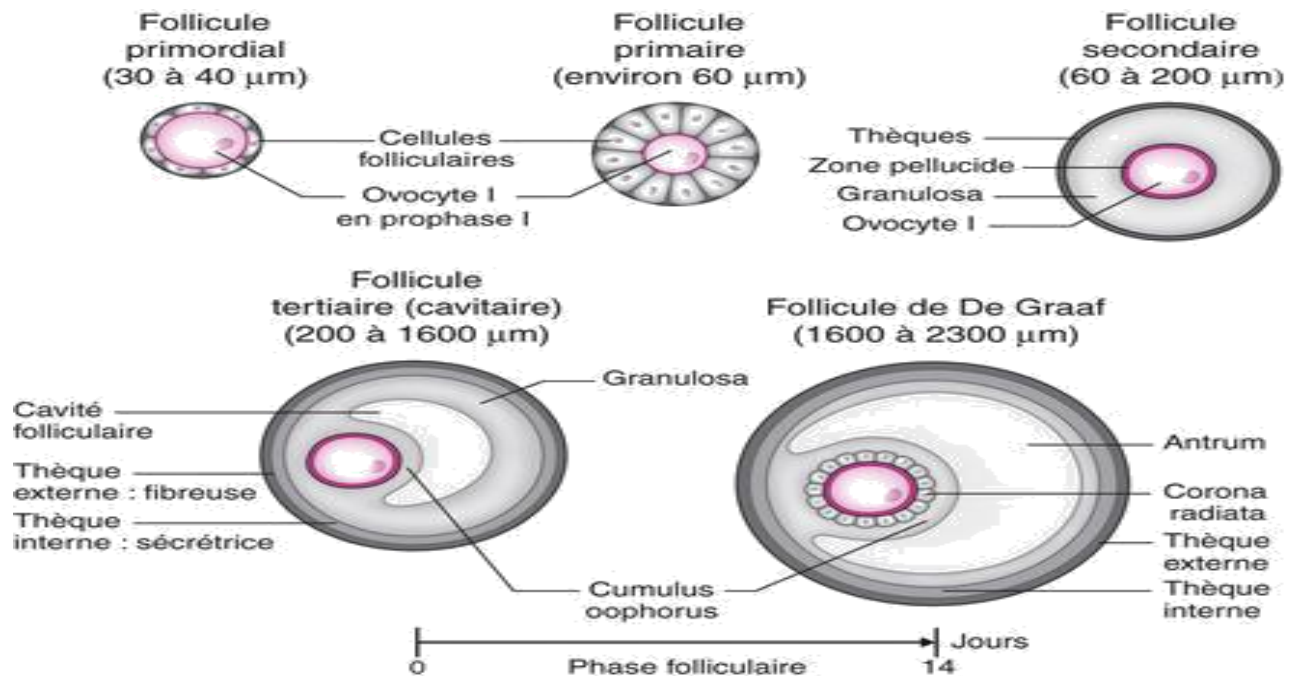 Follicule
primordial
(30 à 40 µm)
Follicule
primaire
(environ 60 µm)
Follicule
secondaire
(60 à 200 µm)
Cellules
folliculaires
Ovocyte I
en prophase I
Thèques
Zone pellucide
Granulosa
Ovocyte I
Follicule
tertiaire (cavitaire)
(200 à 1600 µm)
Follicule de De Graaf
(1600 à 2300 µm)
Granulosa
Cavité
folliculaire
Thèque
externe : fibreuse
Thèque
interne : sécrétrice
Antrum
Corona
radiata
Thèque
externe
Thèque
interne
Cumulus
oophorus
Jours
0
Phase folliculaire
14